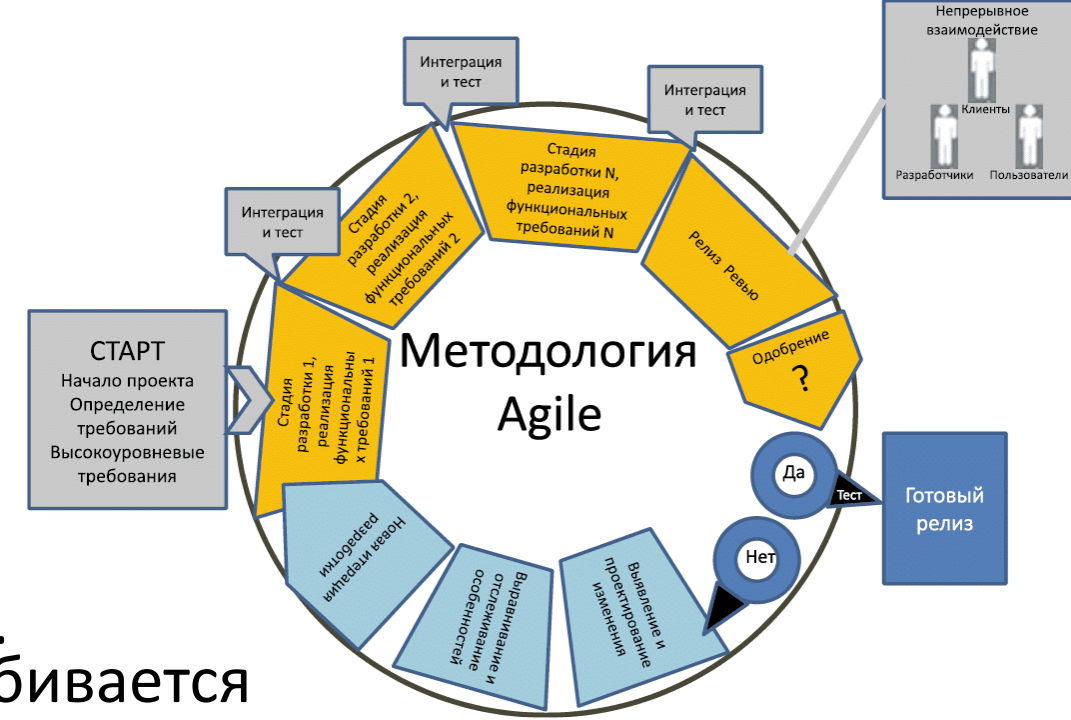 Непрерывное
взаимодействие
Клиенты
Разработчики
Пользователи
Интеграция
и тест
Интеграция
и тест
Интеграция
и тест
Стадия
разработки N,
реализация
функциональных
требований N
Стадия
разработки 2,
реализация
функциональных
требований 2
Релиз Ревью
СТАРТ
Начало проекта
Определение
требований
Высокоуровневые
требования
Стадия
разработки 1,
реализация
функциональны
х требований 1
Методология
Agile
Одобрение
?
Да
Тест
Готовый
релиз
Нет
Выявление и
проектирование
изменения
Выравнивание и
отслеживание
особенностей
Новая итерация
разработки
бивается